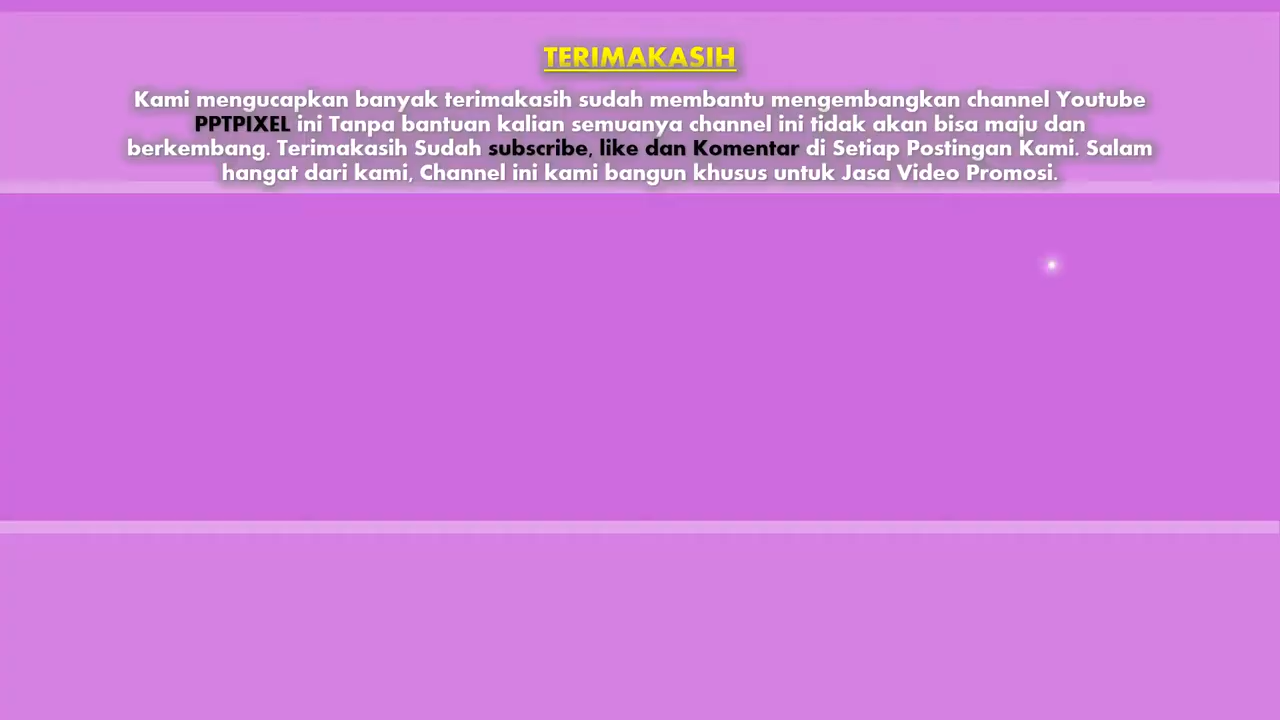 TERIMAKASIH
Kami mengucapkan banyak terimakasih sudah membantu mengembangkan channel Youtube
PPTPIXEL ini Tanpa bantuan kalian semuanya channel ini tidak akan bisa maju dan
berkembang. Terimakasih Sudah subscribe, like dan Komentar di Setiap Postingan Kami. Salam
hangat dari kami, Channel ini kami bangun khusus untuk Jasa Video Promosi.